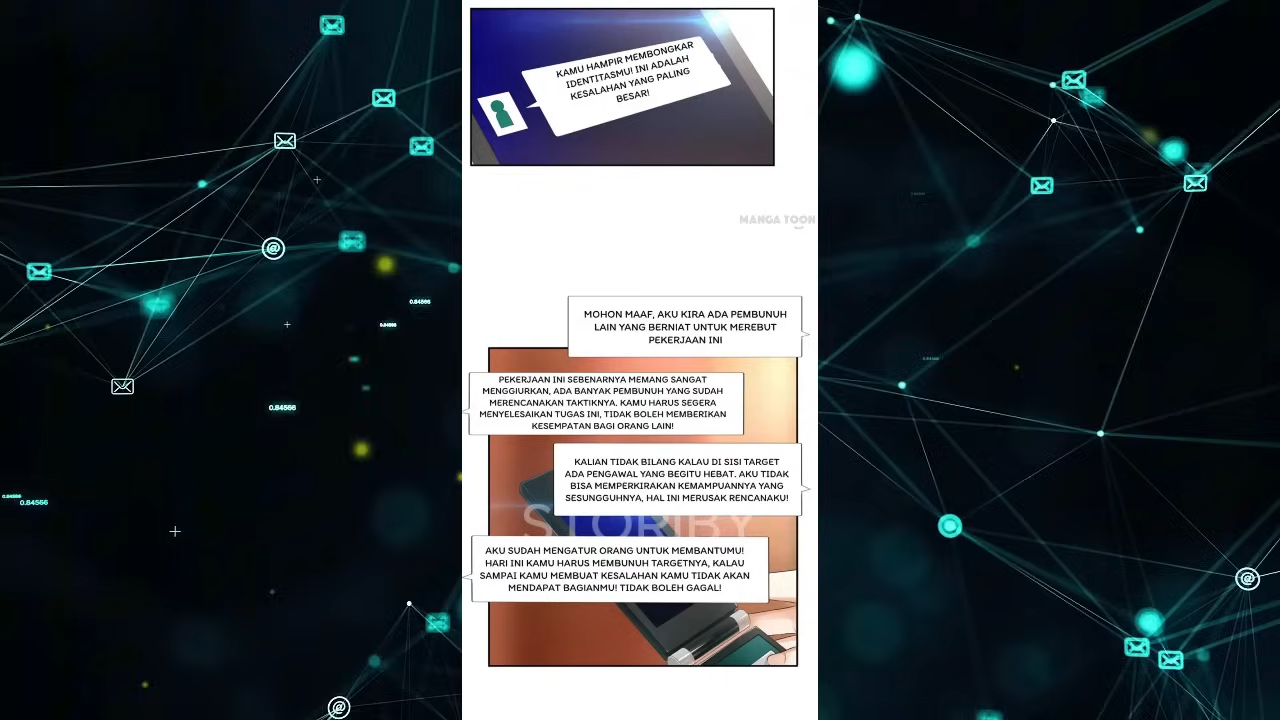 KAMU HAMPIR MEMBONGKAR
IDENTITASMU! INI ADALAH
KESALAHAN YANG PALING
BESAR!
MANGA TOON
MOHON MAAF, AKU KIRA ADA PEMBUNUH
LAIN YANG BERNIAT UNTUK MEREBUT
PEKERJAAN INI
PEKERJAAN INI SEBENARNYA MEMANG SANGAT
MENGGIURKAN, ADA BANYAK PEMBUNUH YANG SUDAH
MERENCANAKAN TAKTIKNYA. KAMU HARUS SEGERA
MENYELESAIKAN TUGAS INI, TIDAK BOLEH MEMBERIKAN
KESEMPATAN BAGI ORANG LAIN!
KALIAN TIDAK BILANG KALAU DI SISI TARGET
ADA PENGAWAL YANG BEGITU HEBAT. AKU TIDAK
BISA MEMPERKIRAKAN KEMAMPUANNYA YANG
SESUNGGUHNYA, HAL INI MERUSAK RENCANAKU!
STORIBY
AKU SUDAH MENGATUR ORANG UNTUK MEMBANTUMU!
HARI INI KAMU HARUS MEMBUNUH TARGETNYA, KALAU
SAMPAI KAMU MEMBUAT KESALAHAN KAMU TIDAK AKAN
MENDAPAT BAGIANMU! TIDAK BOLEH GAGAL!
0.84566
0.84566
0.84566
0.84566
0.84566